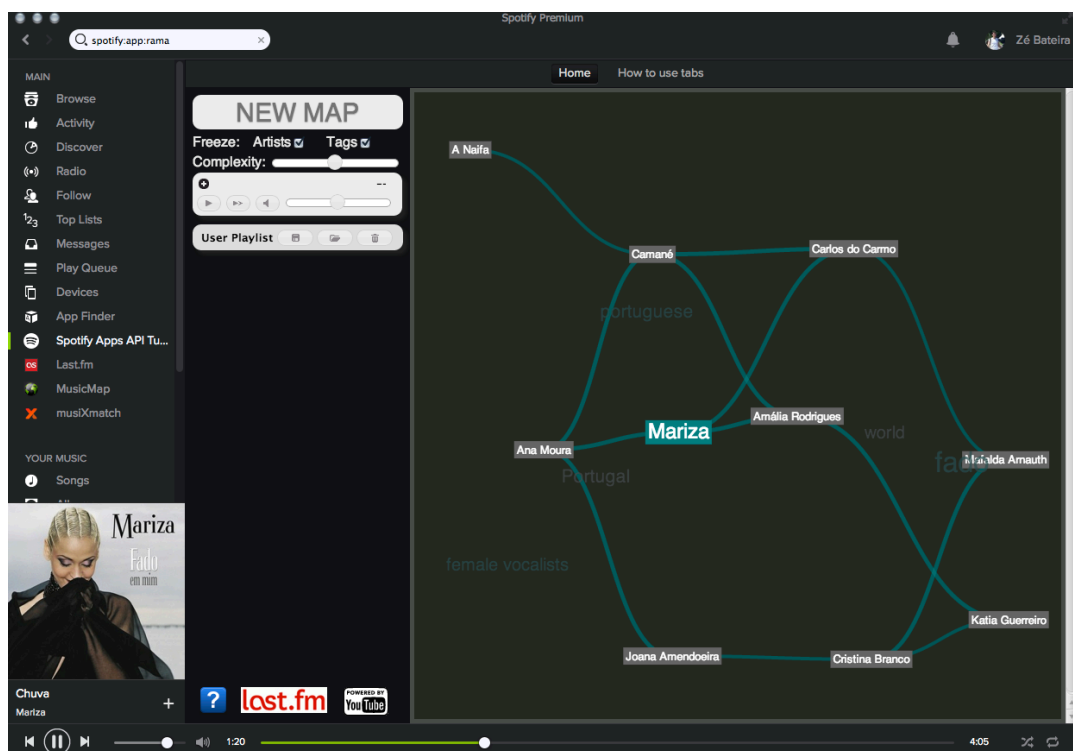 Spotify Premium
spotify:app:rama
Zé Bateira
Home
How to use tabs
MAIN
Browse
Activity
Discover
Radio
Follow
Top Lists
Messages
Play Queue
Devices
App Finder
Spotify Apps API Tu...
Last.fm
MusicMap
musiXmatch
YOUR MUSIC
Songs
Mariza
Fado
em mim
Chuva
Mariza
NEW MAP
Freeze: Artists Tags
Complexity:
--
User Playlist
?
last.fm
POWERED BY
YouTube
A Naifa
Camané
Carlos do Carmo
portuguese
Amália Rodrigues
Mariza
world
Ana Moura
fado
Mafalda Arnauth
Portugal
female vocalists
Katia Guerreiro
Joana Amendoeira
Cristina Branco
1:20
4:05